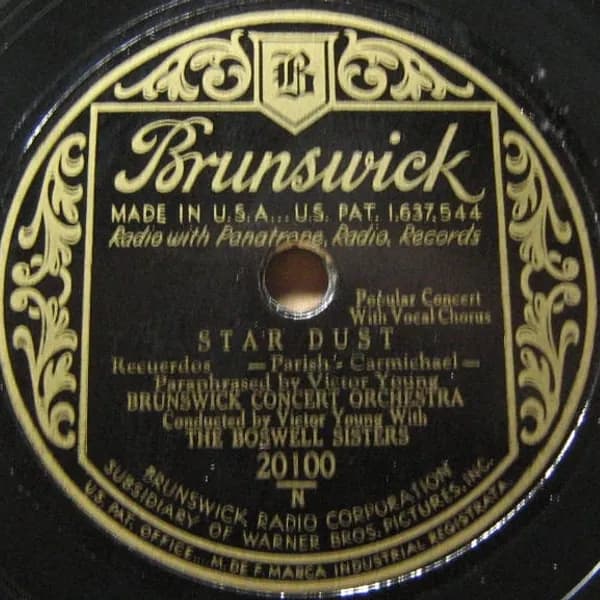 B
Brunswick
MADE IN U.S.A... U.S. PAT. 1,637,544
Radio with Panatrope, Radio, Records
Popular Concert
With Vocal Chorus
STAR DUST
Recuerdos —Parish - Carmichael—
Paraphrased by Victor Young
BRUNSWICK CONCERT ORCHESTRA
Conducted by Victor Young With
THE BOSWELL SISTERS
20100
N
BRUNSWICK RADIO CORPORATION
SUBSIDIARY OF WARNER BROS. PICTURES, INC.
U.S. PAT. OFFICE... M. DE F. MARCA INDUSTRIAL REGISTRATA